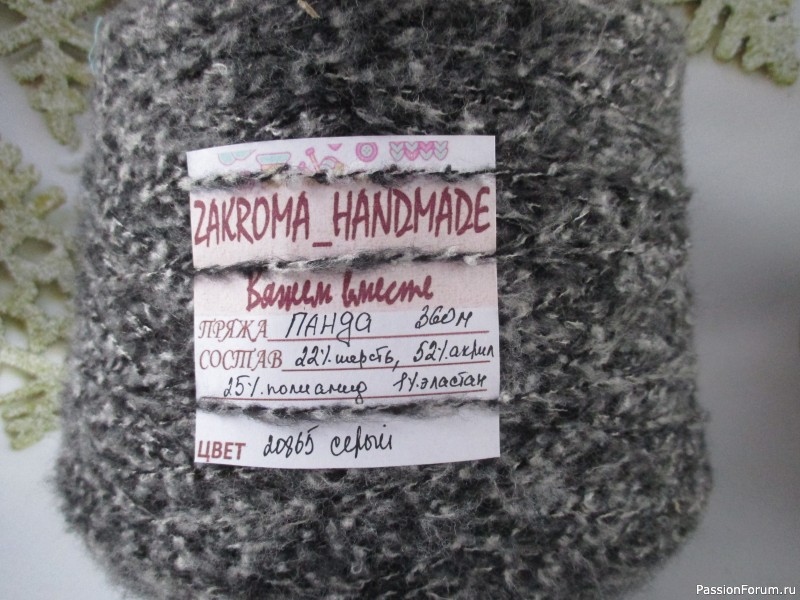 ZAKROMA_HANDMADE
Вяжем вместе
ПРЯЖА ПАНДА 360м
СОСТАВ 22% шерсть, 52% акрил
25% полиамид 1% эластан
ЦВЕТ 20865 серый
PassionForum.ru